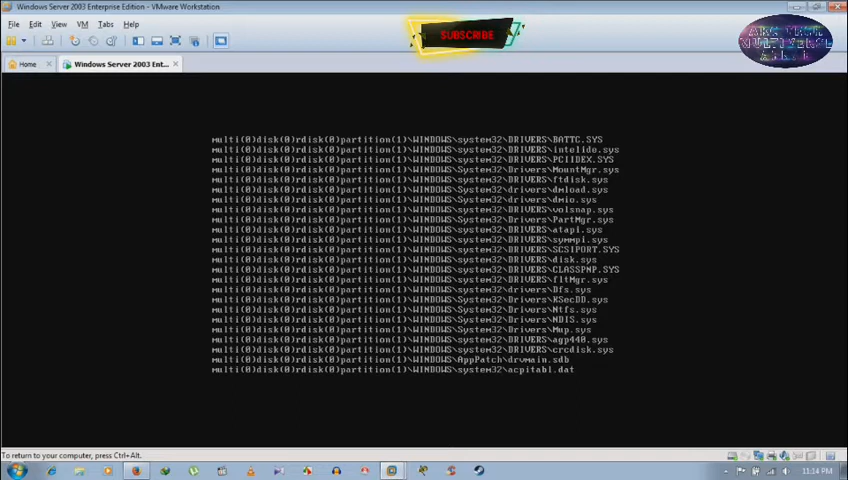 Windows Server 2003 Enterprise Edition - VMware Workstation
File Edit View VM Tabs Help
SUBSCRIBE
Home
Windows Server 2003 Ent...
multi(0)disk(0)rdisk(0)partition(1)\WINDOWS\system32\DRIVERS\BATTC.SYS
multi(0)disk(0)rdisk(0)partition(1)\WINDOWS\system32\DRIVERS\intelide.sys
multi(0)disk(0)rdisk(0)partition(1)\WINDOWS\system32\DRIVERS\PCIIDEX.SYS
multi(0)disk(0)rdisk(0)partition(1)\WINDOWS\System32\Drivers\MountMgr.sys
multi(0)disk(0)rdisk(0)partition(1)\WINDOWS\system32\DRIVERS\ftdisk.sys
multi(0)disk(0)rdisk(0)partition(1)\WINDOWS\System32\drivers\dmload.sys
multi(0)disk(0)rdisk(0)partition(1)\WINDOWS\System32\drivers\dmio.sys
multi(0)disk(0)rdisk(0)partition(1)\WINDOWS\system32\DRIVERS\volsnap.sys
multi(0)disk(0)rdisk(0)partition(1)\WINDOWS\System32\Drivers\PartMgr.sys
multi(0)disk(0)rdisk(0)partition(1)\WINDOWS\system32\DRIVERS\atapi.sys
multi(0)disk(0)rdisk(0)partition(1)\WINDOWS\system32\DRIVERS\symmpi.sys
multi(0)disk(0)rdisk(0)partition(1)\WINDOWS\system32\DRIVERS\SCSIPORT.SYS
multi(0)disk(0)rdisk(0)partition(1)\WINDOWS\system32\DRIVERS\disk.sys
multi(0)disk(0)rdisk(0)partition(1)\WINDOWS\system32\DRIVERS\CLASSPNP.SYS
multi(0)disk(0)rdisk(0)partition(1)\WINDOWS\system32\DRIVERS\fltMgr.sys
multi(0)disk(0)rdisk(0)partition(1)\WINDOWS\system32\drivers\Dfs.sys
multi(0)disk(0)rdisk(0)partition(1)\WINDOWS\System32\Drivers\KSecDD.sys
multi(0)disk(0)rdisk(0)partition(1)\WINDOWS\System32\Drivers\Ntfs.sys
multi(0)disk(0)rdisk(0)partition(1)\WINDOWS\System32\Drivers\NDIS.sys
multi(0)disk(0)rdisk(0)partition(1)\WINDOWS\System32\Drivers\Mup.sys
multi(0)disk(0)rdisk(0)partition(1)\WINDOWS\system32\DRIVERS\agp440.sys
multi(0)disk(0)rdisk(0)partition(1)\WINDOWS\system32\DRIVERS\crcdisk.sys
multi(0)disk(0)rdisk(0)partition(1)\WINDOWS\AppPatch\drvmain.sdb
multi(0)disk(0)rdisk(0)partition(1)\WINDOWS\system32\acpitabl.dat
To return to your computer, press Ctrl+Alt.
11:14 PM